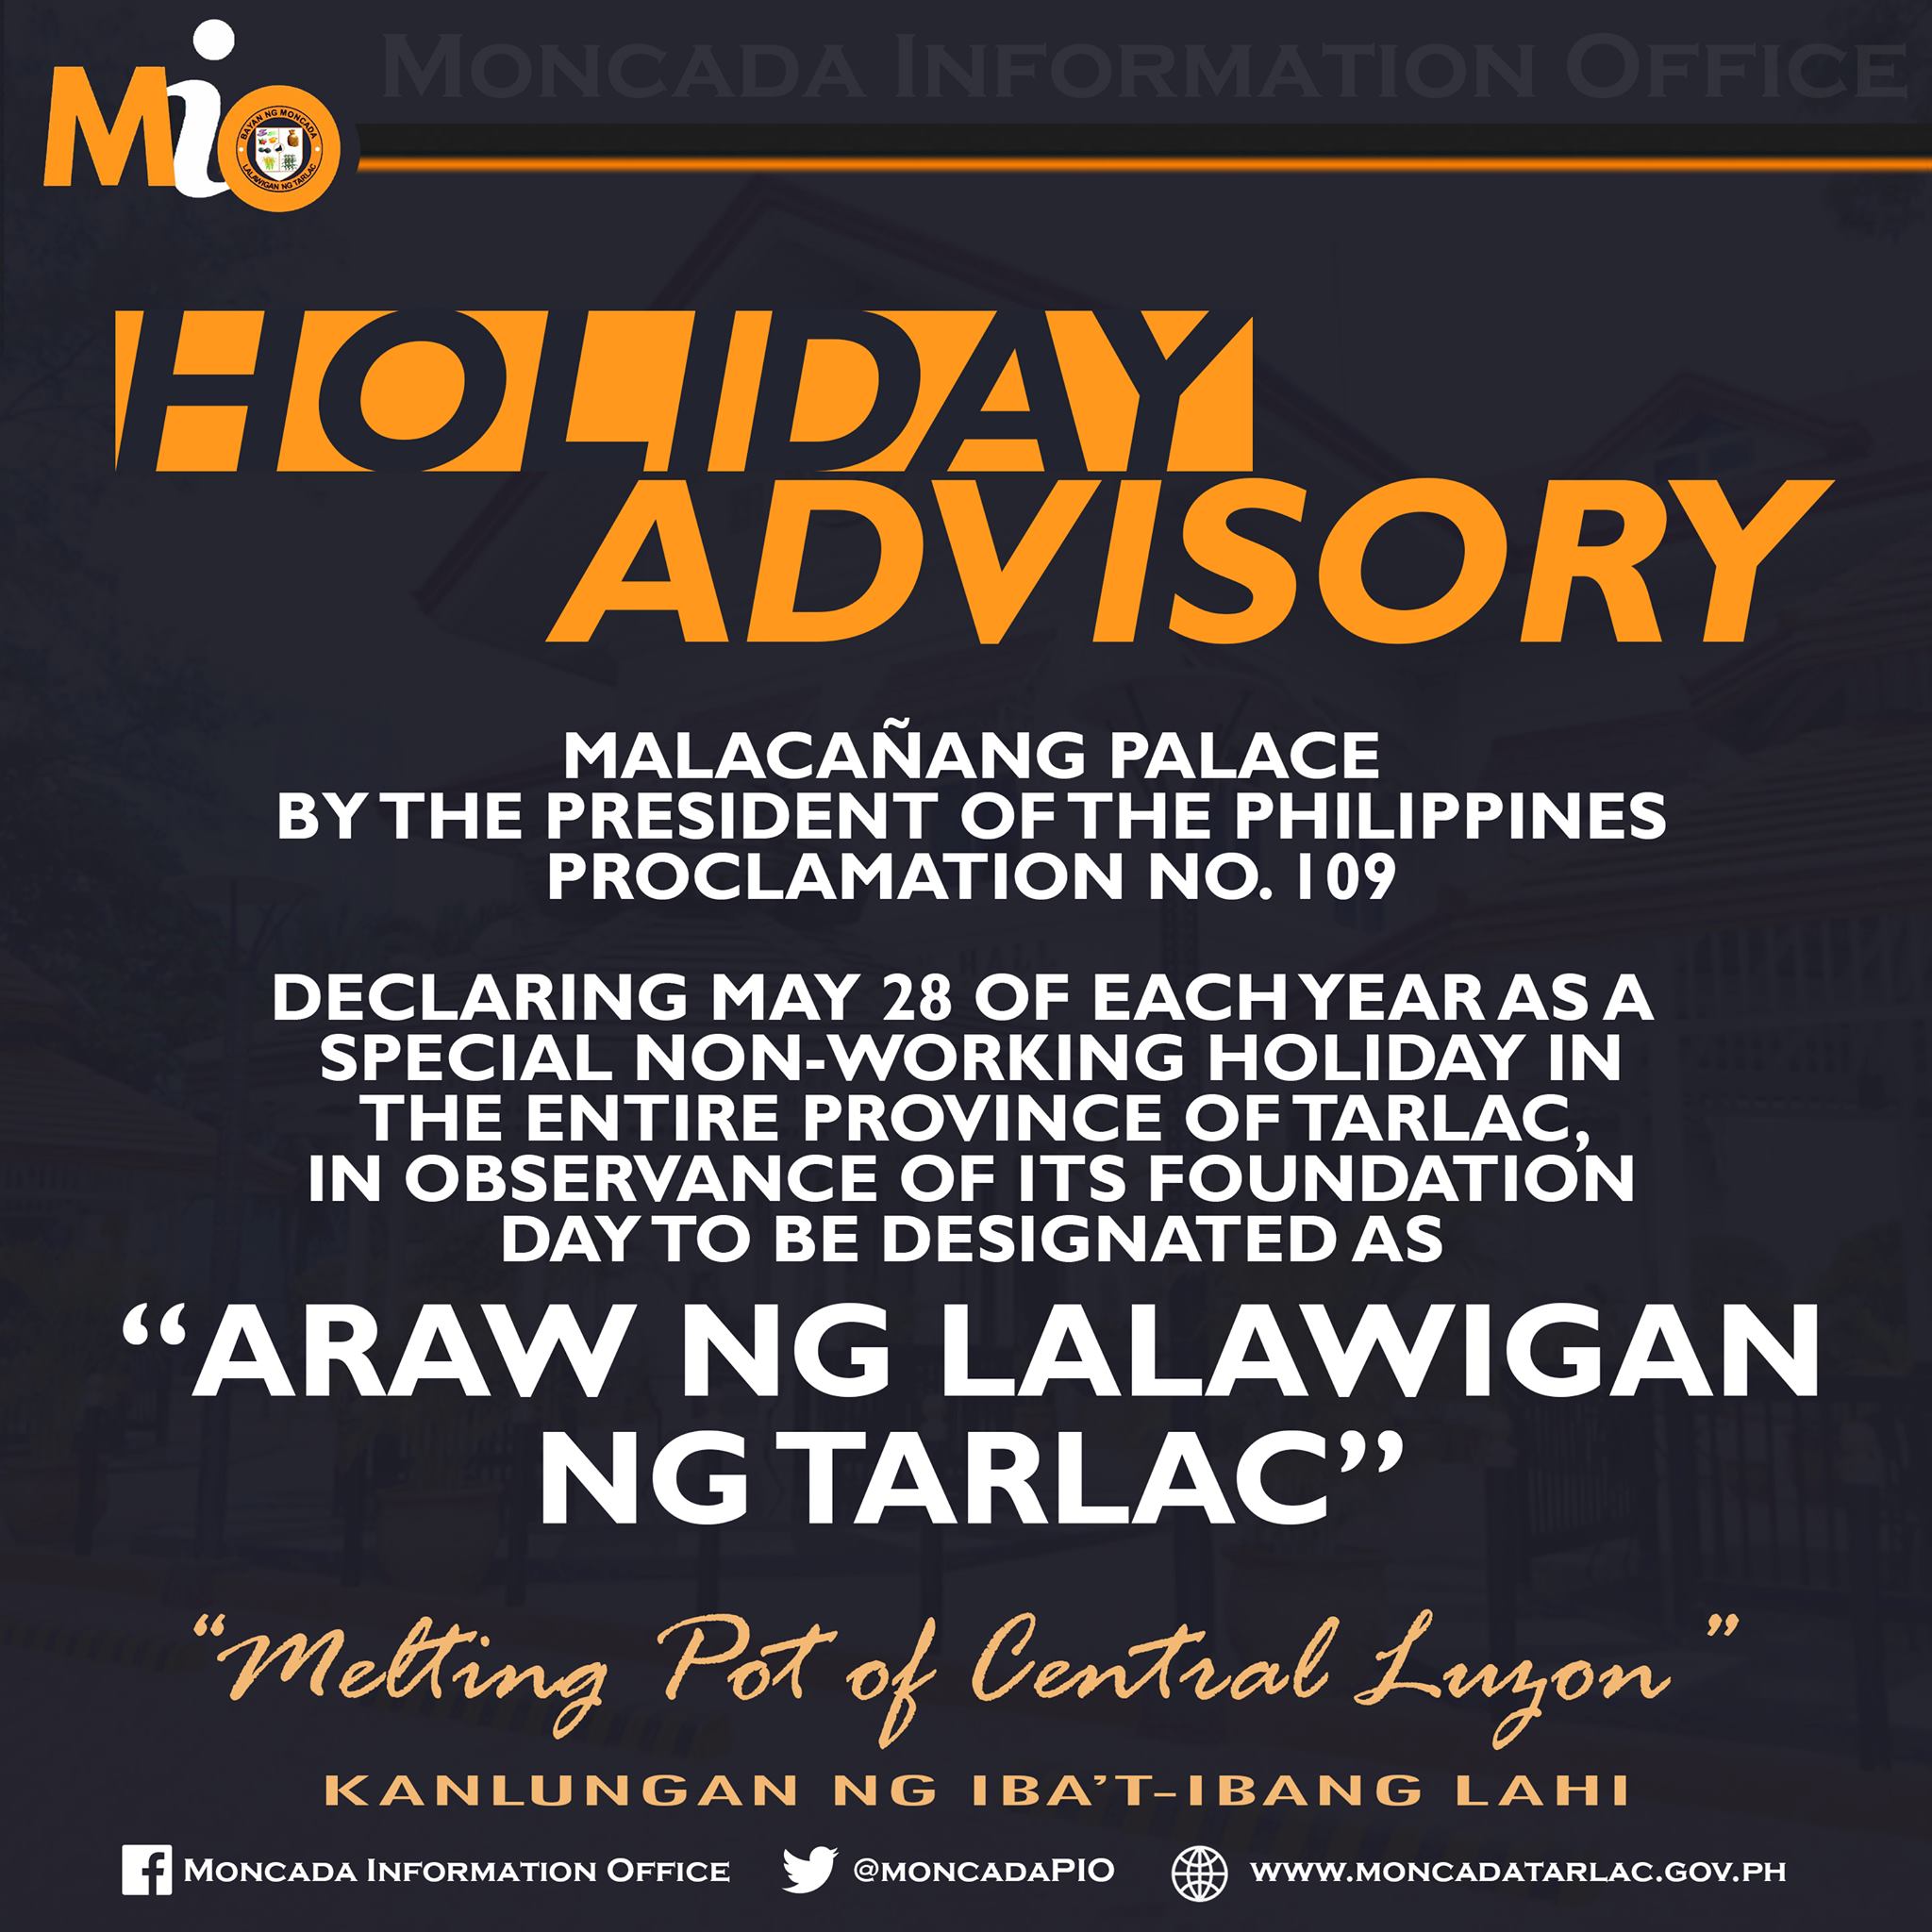 MiO
BAYAN NG MONCADA
LALAWIGAN NG TARLAC
MONCADA INFORMATION OFFICE
HOLIDAY
ADVISORY
MALACAÑANG PALACE
BY THE PRESIDENT OF THE PHILIPPINES
PROCLAMATION NO. 109
DECLARING MAY 28 OF EACH YEAR AS A
SPECIAL NON-WORKING HOLIDAY IN
THE ENTIRE PROVINCE OF TARLAC,
IN OBSERVANCE OF ITS FOUNDATION
DAY TO BE DESIGNATED AS
“ARAW NG LALAWIGAN
NG TARLAC”
“Melting Pot of Central Luzon ”
KANLUNGAN NG IBA’T-IBANG LAHI
MONCADA INFORMATION OFFICE @MONCADAPIO WWW.MONCADATARLAC.GOV.PH